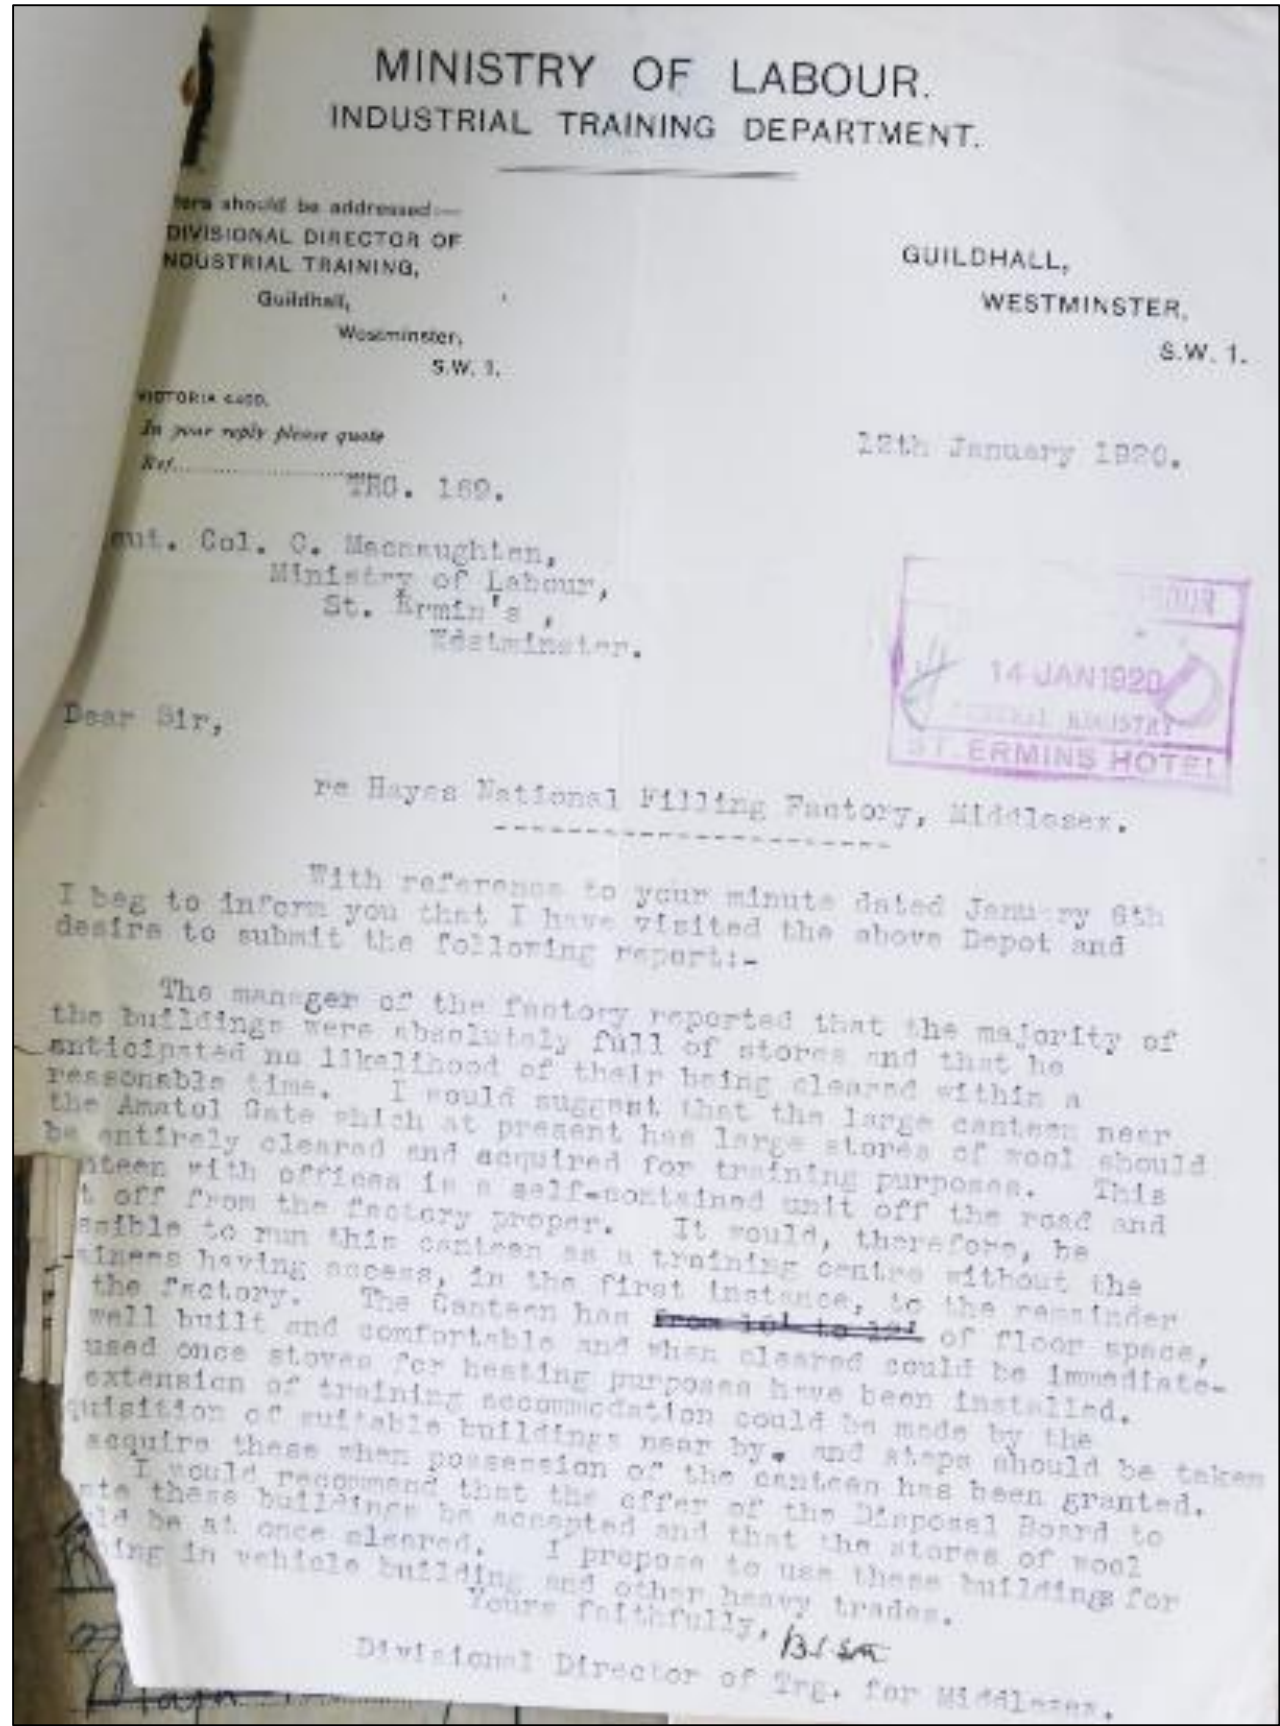 MINISTRY OF LABOUR.
INDUSTRIAL TRAINING DEPARTMENT.
ters should be addressed:—
DIVISIONAL DIRECTOR OF
NDUSTRIAL TRAINING,
Guildhall,
Westminster,
S.W. 1.
VICTORIA
In your reply please quote
Ref. TRG. 169.
GUILDHALL,
WESTMINSTER,
S.W. 1.
12th January 1920.
eut. Col. C. Macnaughten,
Ministry of Labour,
St. Ermin's,
Westminster.
BOUR
14 JAN 1920
REGISTRY
ST. ERMINS HOTEL
Dear Sir,
re Hayes National Filling Factory, Middlesex.
With reference to your minute dated January 6th
I beg to inform you that I have visited the above Depot and
desire to submit the following report:-
The manager of the factory reported that the majority of
the buildings were absolutely full of stores and that he
anticipated no likelihood of their being cleared within a
reasonable time. I would suggest that the large canteen near
the Amatol Gate which at present has large stores of wool should
be entirely cleared and acquired for training purposes. This
nteen with offices is a self-contained unit off the road and
t off from the factory proper. It would, therefore, be
ssible to run this canteen as a training centre without the
ainees having access, in the first instance, to the remainder
the factory. The Canteen has from 10' to 12' of floor space,
well built and comfortable and when cleared could be immediate-
used once stoves for heating purposes have been installed.
extension of training accommodation could be made by the
quisition of suitable buildings near by. and steps should be taken
acquire these when possession of the canteen has been granted.
I would recommend that the offer of the Disposal Board to
ate these buildings be accepted and that the stores of wool
ld be at once cleared. I propose to use these buildings for
ning in vehicle building and other heavy trades.
Yours faithfully,
Divisional Director of Trg. for Middlesex.